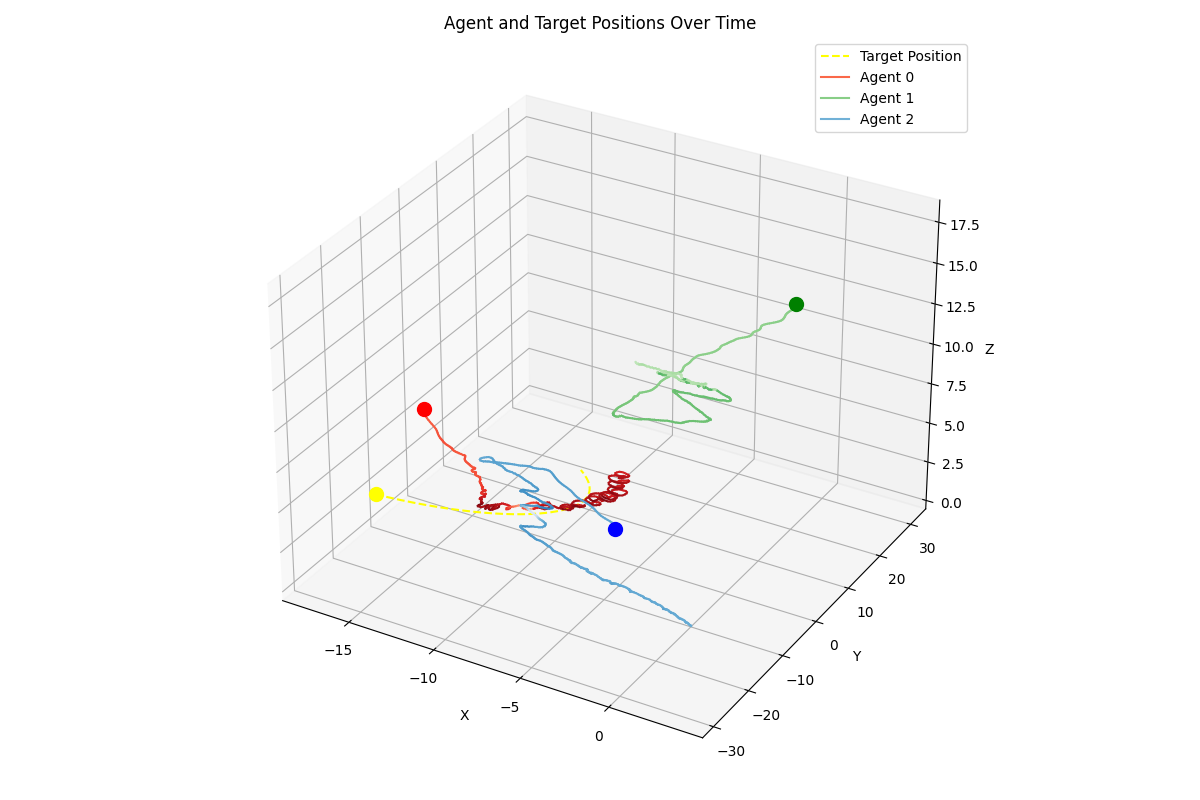 Agent and Target Positions Over Time
Target Position
Agent 0
Agent 1
Agent 2
17.5
15.0
12.5
10.0
Z
7.5
5.0
2.5
0.0
30
20
10
0
Y
−10
−20
−30
−15
−10
−5
0
X